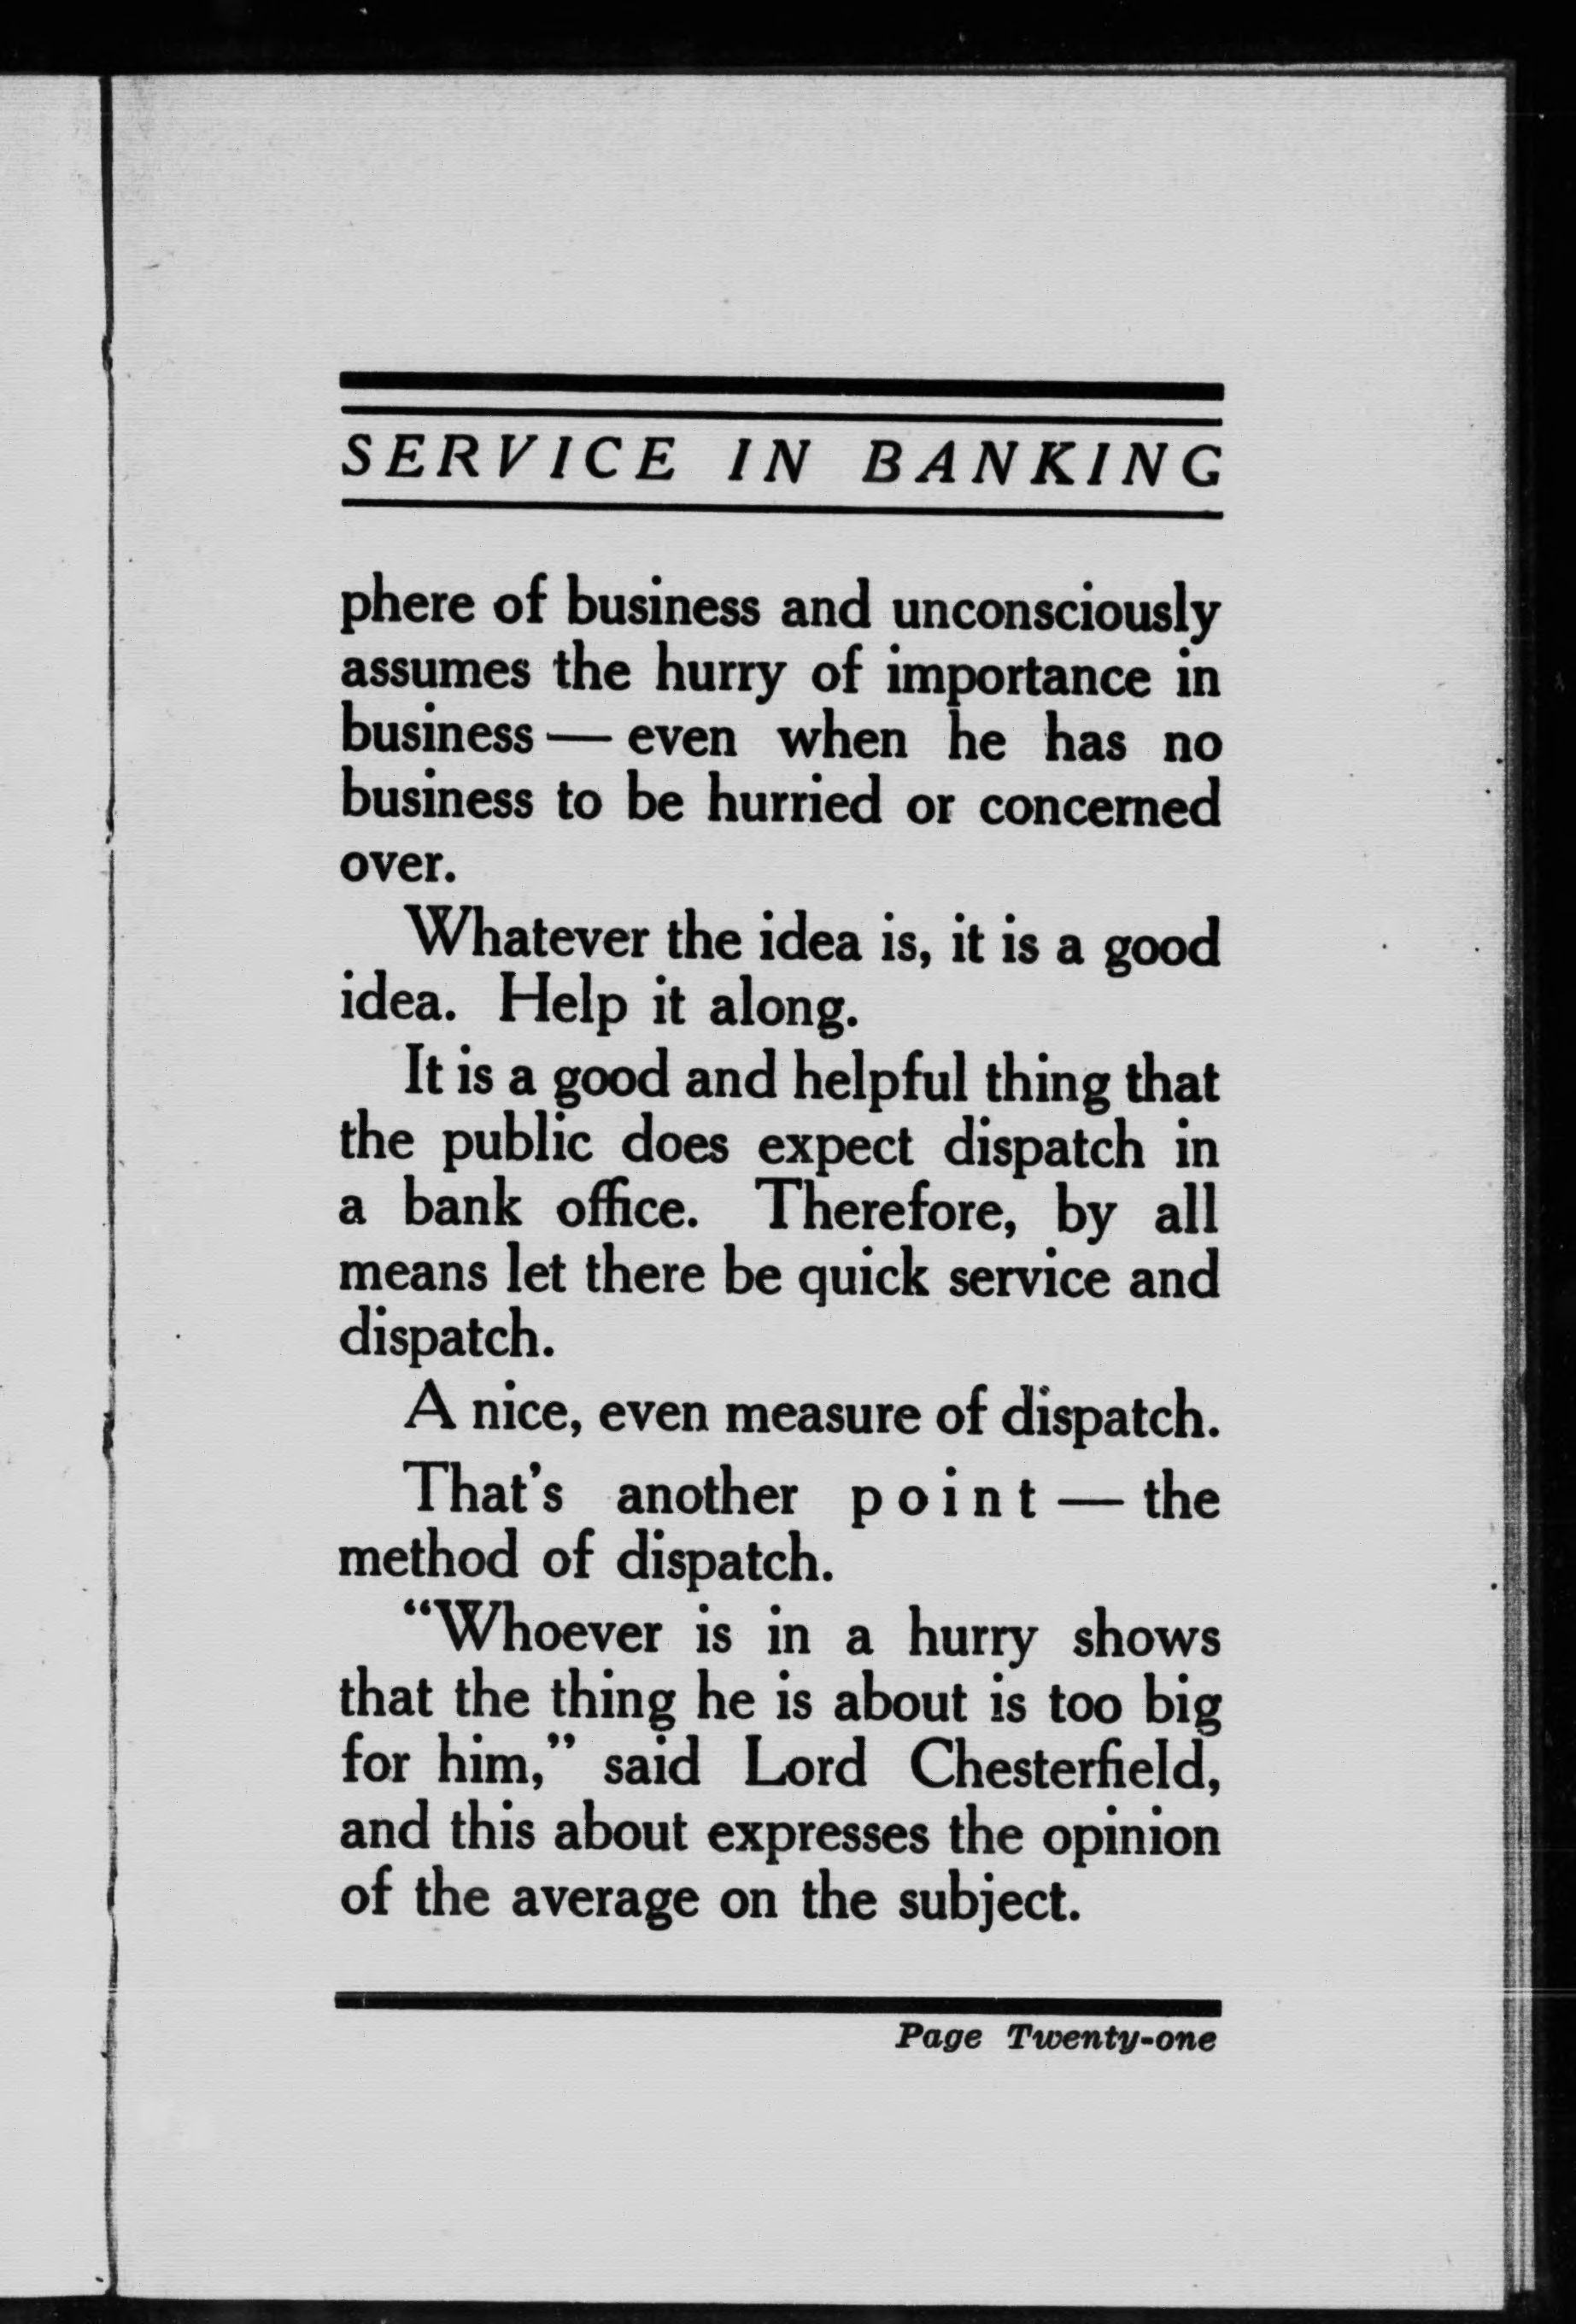 SERVICE IN BANKING
phere of business and unconsciously
assumes the hurry of importance in
business — even when he has no
business to be hurried or concerned
over.
Whatever the idea is, it is a good
idea. Help it along.
It is a good and helpful thing that
the public does expect dispatch in
a bank office. Therefore, by all
means let there be quick service and
dispatch.
A nice, even measure of dispatch.
That's another point — the
method of dispatch.
“Whoever is in a hurry shows
that the thing he is about is too big
for him,” said Lord Chesterfield,
and this about expresses the opinion
of the average on the subject.
Page Twenty-one